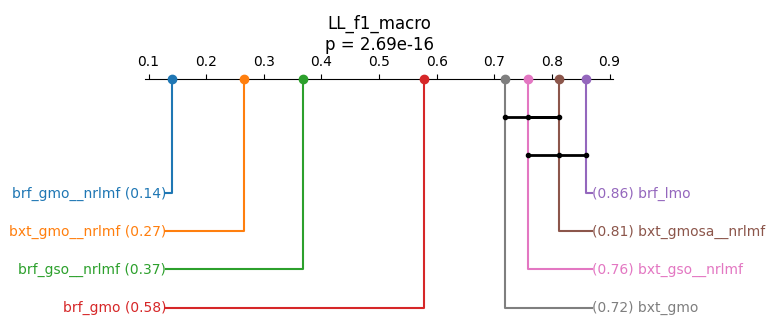 LL_f1_macro
p = 2.69e-16
0.1 0.2 0.3 0.4 0.5 0.6 0.7 0.8 0.9
brf_gmo__nrlmf (0.14) (0.86) brf_lmo
bxt_gmo__nrlmf (0.27) (0.81) bxt_gmosa__nrlmf
brf_gso__nrlmf (0.37) (0.76) bxt_gso__nrlmf
brf_gmo (0.58) (0.72) bxt_gmo